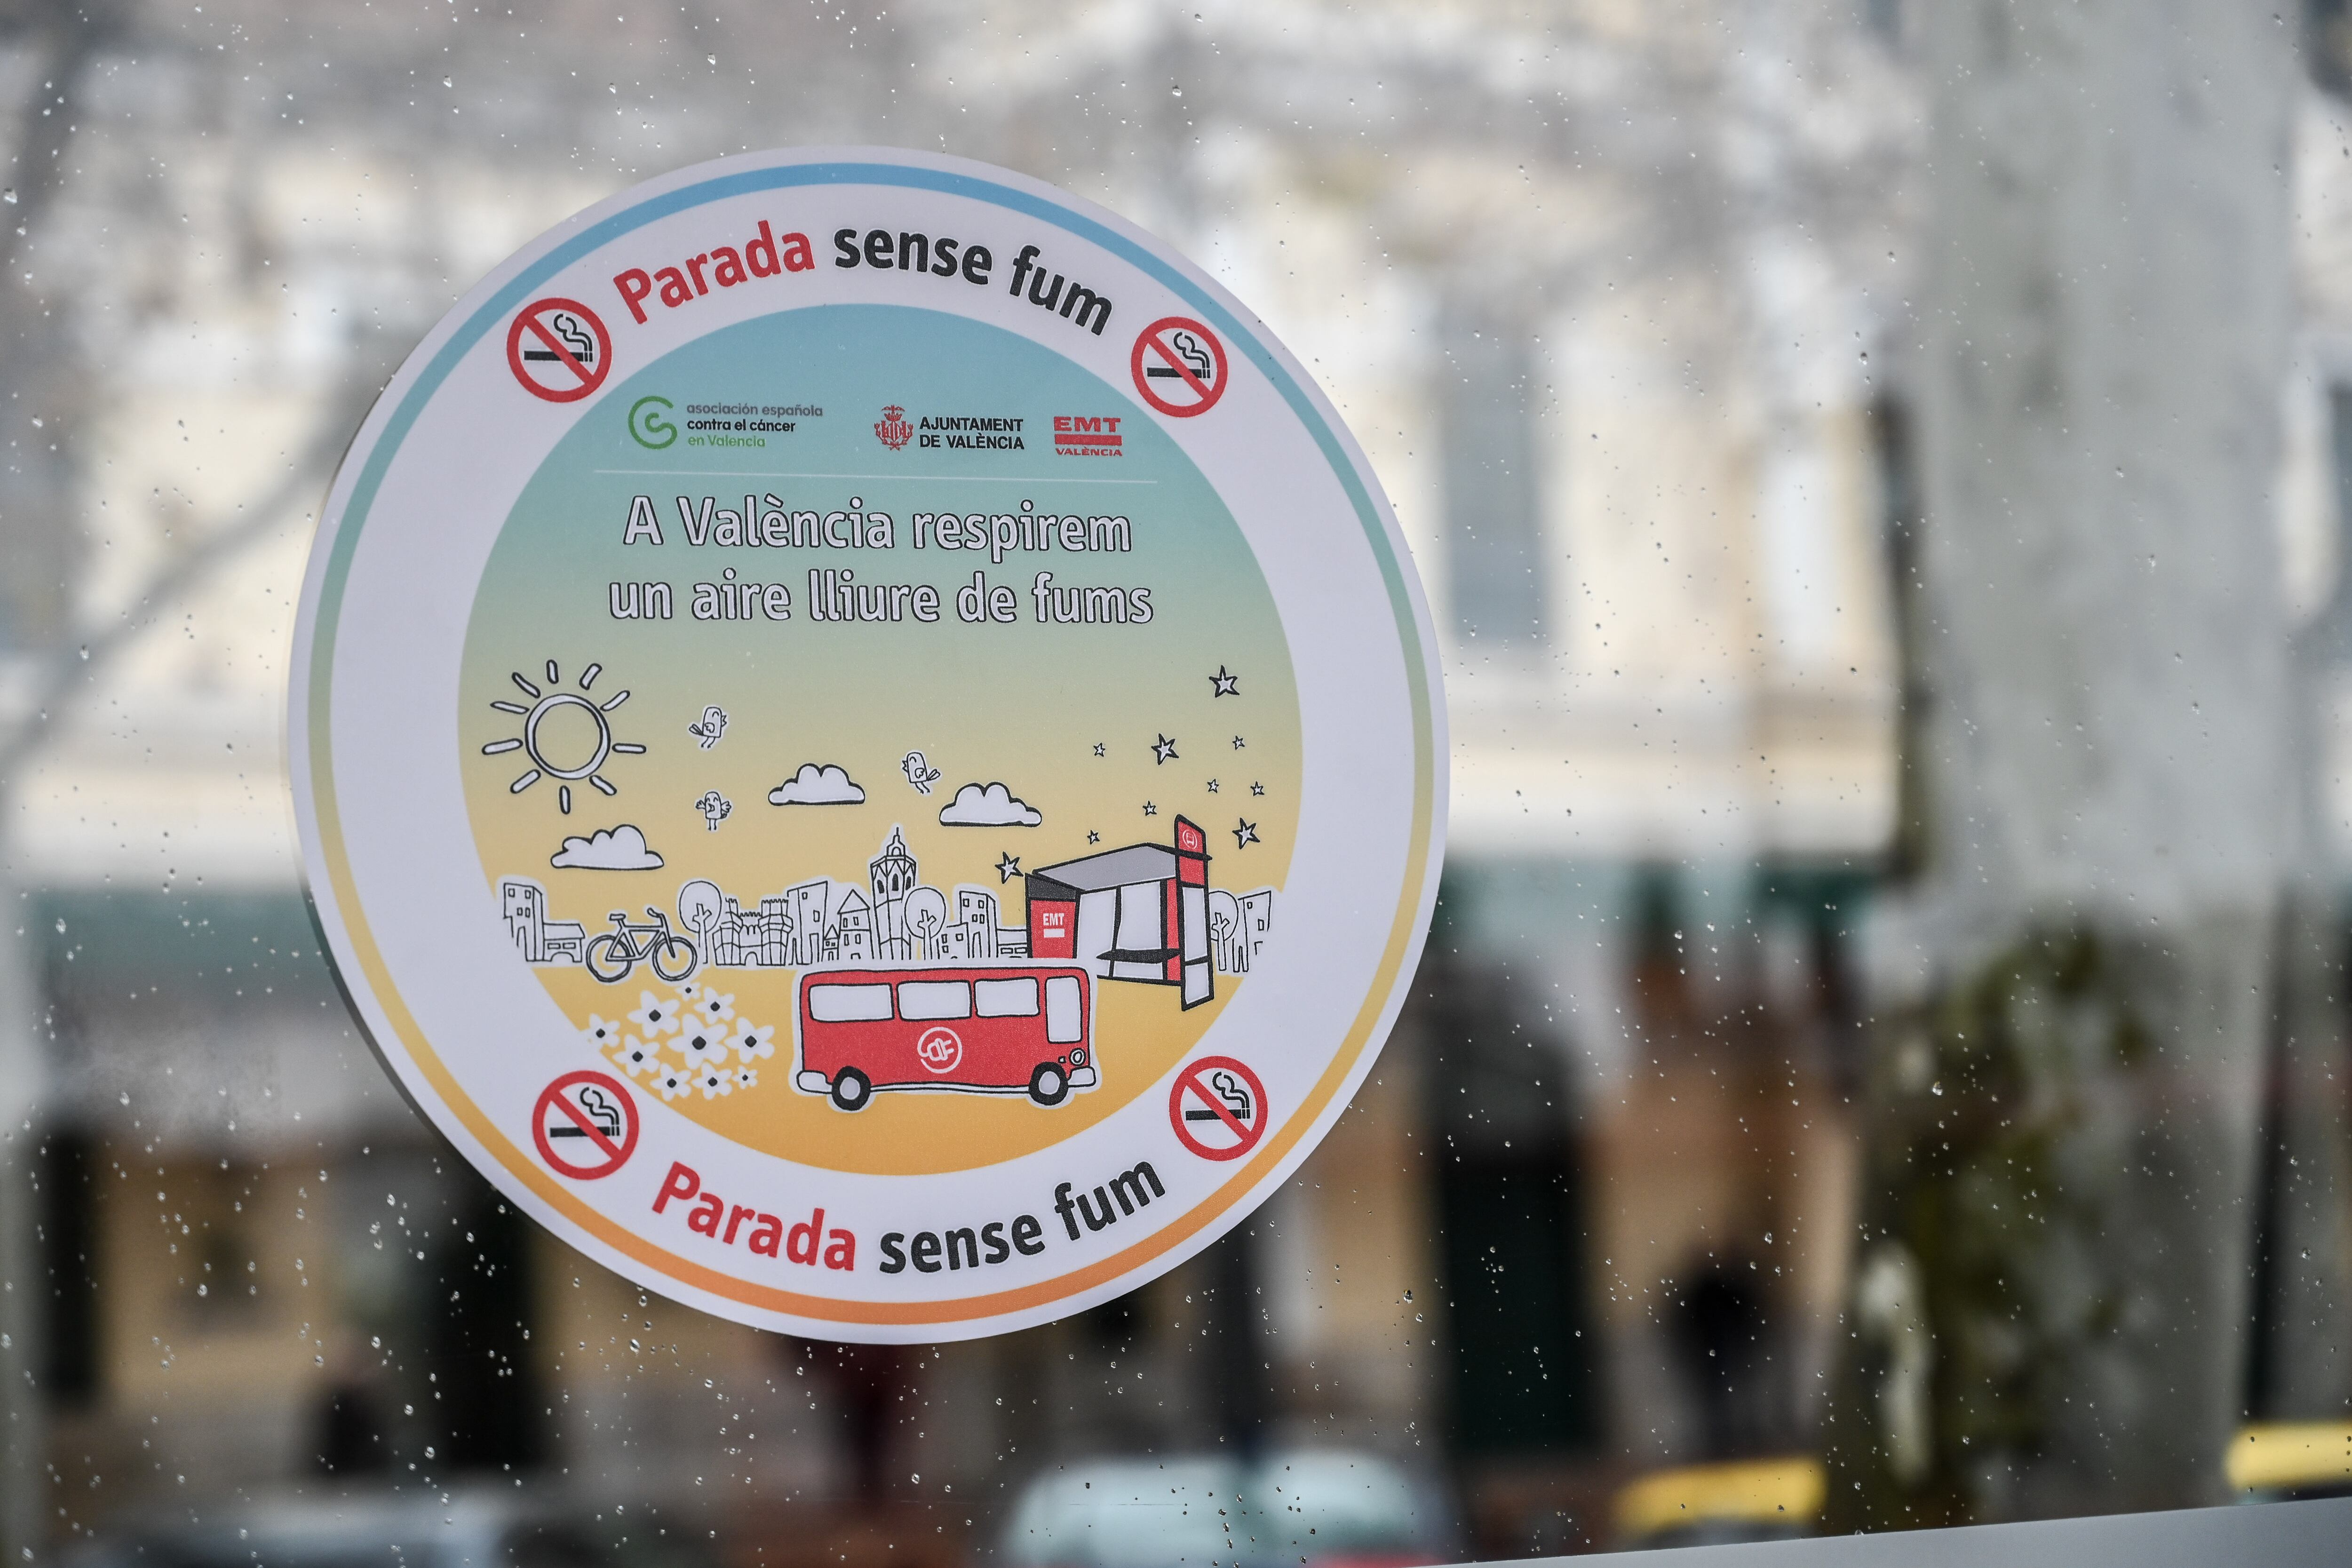 Parada sense fum
asociación española
contra el cáncer
en Valencia
AJUNTAMENT
DE VALÈNCIA
EMT
VALÈNCIA
A València respirem
un aire lliure de fums
EMT
Parada sense fum